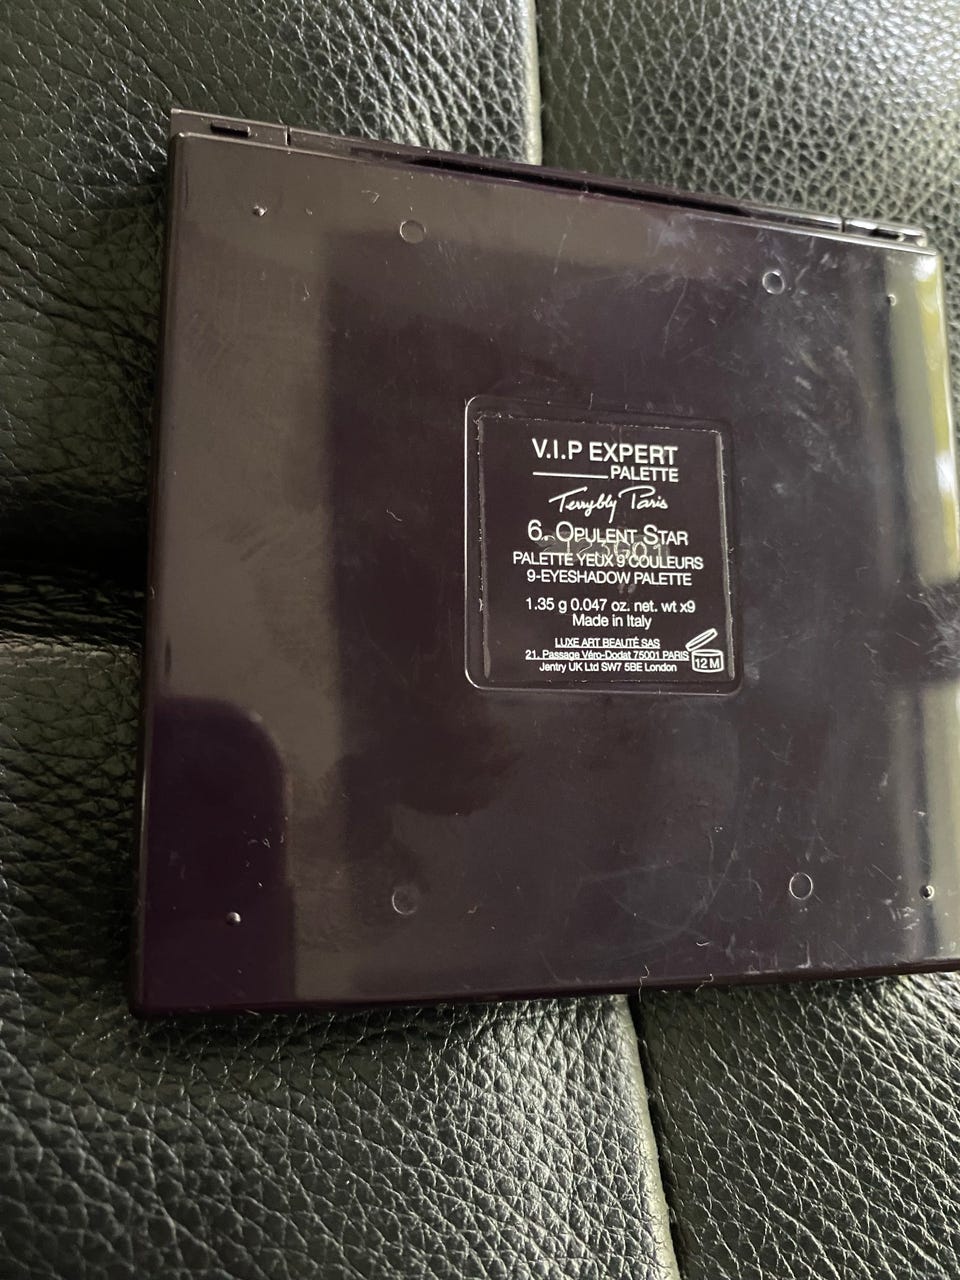 V.I.P EXPERT
PALETTE
Terrybly Paris
6. OPULENT STAR
PALETTE YEUX 9 COULEURS
9-EYESHADOW PALETTE
1.35 g 0.047 oz. net. wt x9
Made in Italy
LUXE ART BEAUTÉ SAS
21, Passage Véro-Dodat 75001 PARIS
Jentry UK Ltd SW7 5BE London
12 M